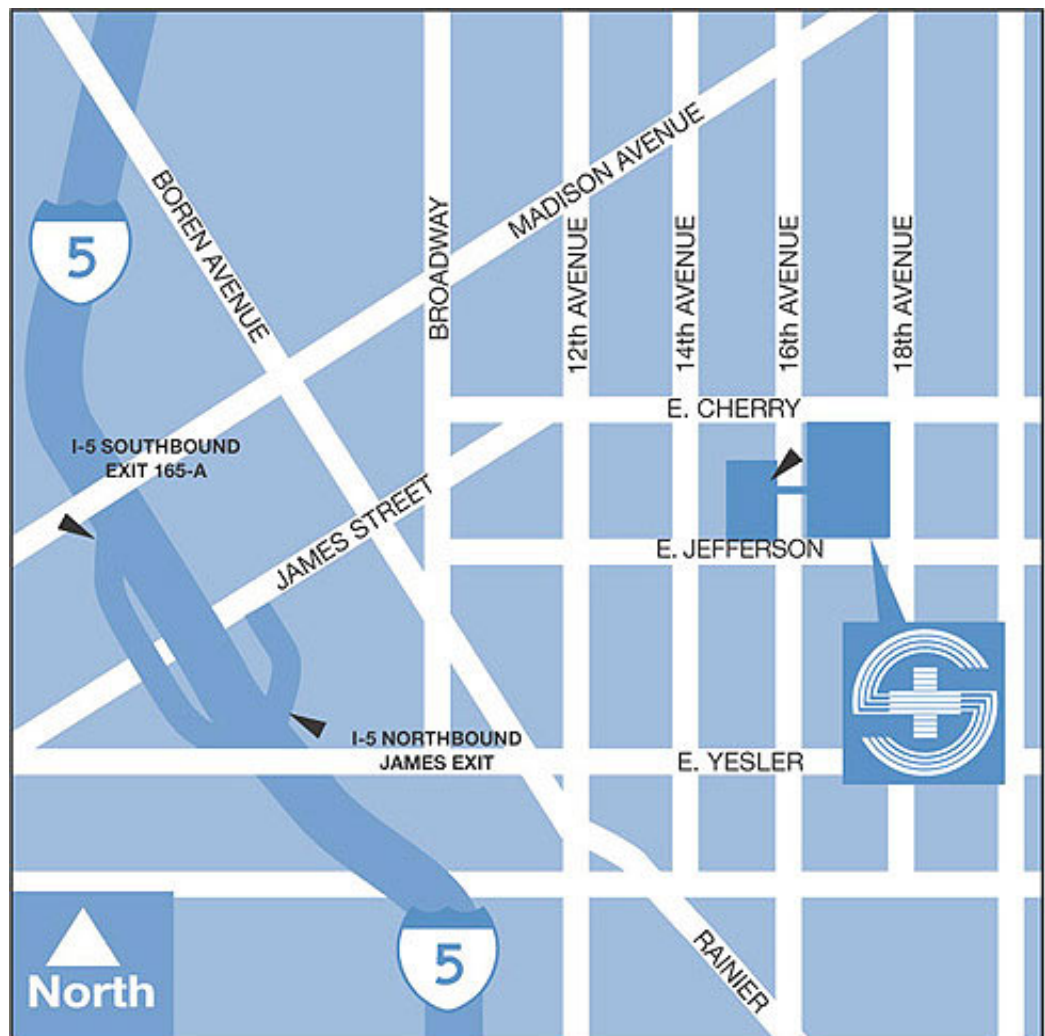 5
BOREN AVENUE
BROADWAY
MADISON AVENUE
12th AVENUE
14th AVENUE
16th AVENUE
18th AVENUE
E. CHERRY
I-5 SOUTHBOUND
EXIT 165-A
JAMES STREET
E. JEFFERSON
I-5 NORTHBOUND
JAMES EXIT
E. YESLER
5
RAINIER
North